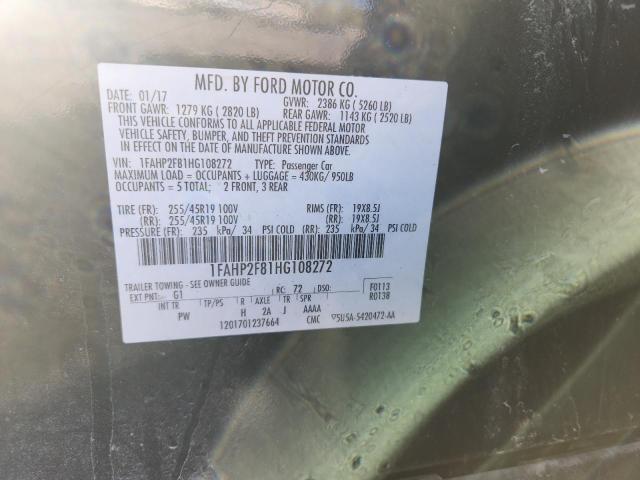 MFD. BY FORD MOTOR CO.
DATE: 01/17 GVWR: 2386 KG ( 5260 LB)
FRONT GAWR: 1279 KG ( 2820 LB) REAR GAWR: 1143 KG ( 2520 LB)
THIS VEHICLE CONFORMS TO ALL APPLICABLE FEDERAL MOTOR
VEHICLE SAFETY, BUMPER, AND THEFT PREVENTION STANDARDS
IN EFFECT ON THE DATE OF MANUFACTURE SHOWN ABOVE.
VIN: 1FAHP2F81HG108272 TYPE: Passenger Car
MAXIMUM LOAD = OCCUPANTS + LUGGAGE = 430KG/ 950LB
OCCUPANTS = 5 TOTAL: 2 FRONT, 3 REAR
TIRE (FR): 255/45R19 100V RIMS (FR): 19X8.5J
(RR): 255/45R19 100V (RR): 19X8.5J
PRESSURE (FR): 235 kPa/ 34 PSI COLD (RR): 235 kPa/ 34 PSI COLD
1FAHP2F81HG108272
TRAILER TOWING - SEE OWNER GUIDE
EXT PNT: G1 RC: 72 DSO: F0113
R0138
INT TR TP/PS R AXLE TR SPR
PW H 2A J AAAA
1201701237664 CMC 5U5A-5420472-AA